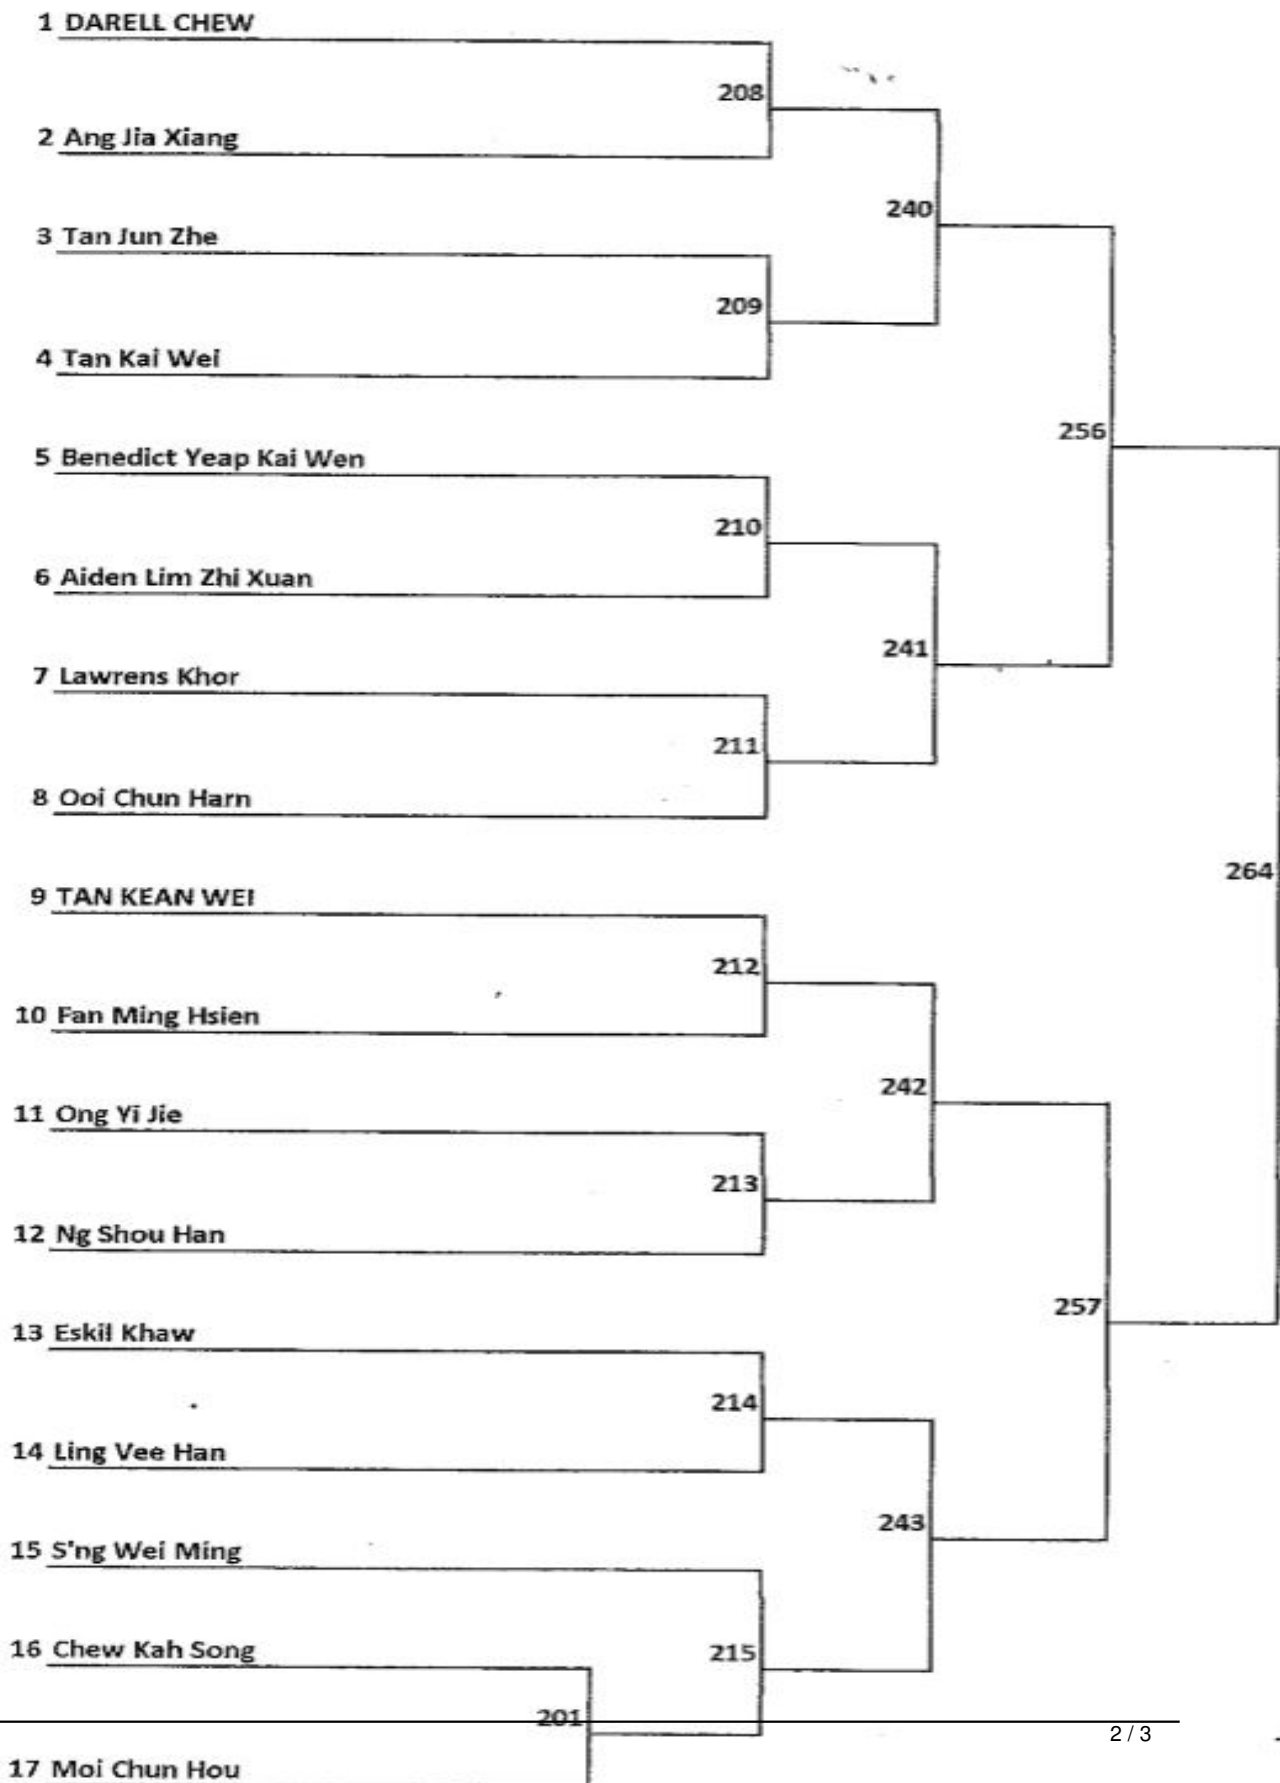 1 DARELL CHEW
208
2 Ang Jia Xiang
240
3 Tan Jun Zhe
209
4 Tan Kai Wei
256
5 Benedict Yeap Kai Wen
210
6 Aiden Lim Zhi Xuan
241
7 Lawrens Khor
211
8 Ooi Chun Harn
264
9 TAN KEAN WEI
212
10 Fan Ming Hsien
242
11 Ong Yi Jie
213
12 Ng Shou Han
257
13 Eskil Khaw
214
14 Ling Vee Han
243
15 S'ng Wei Ming
16 Chew Kah Song
215
201
2 / 3
17 Moi Chun Hou